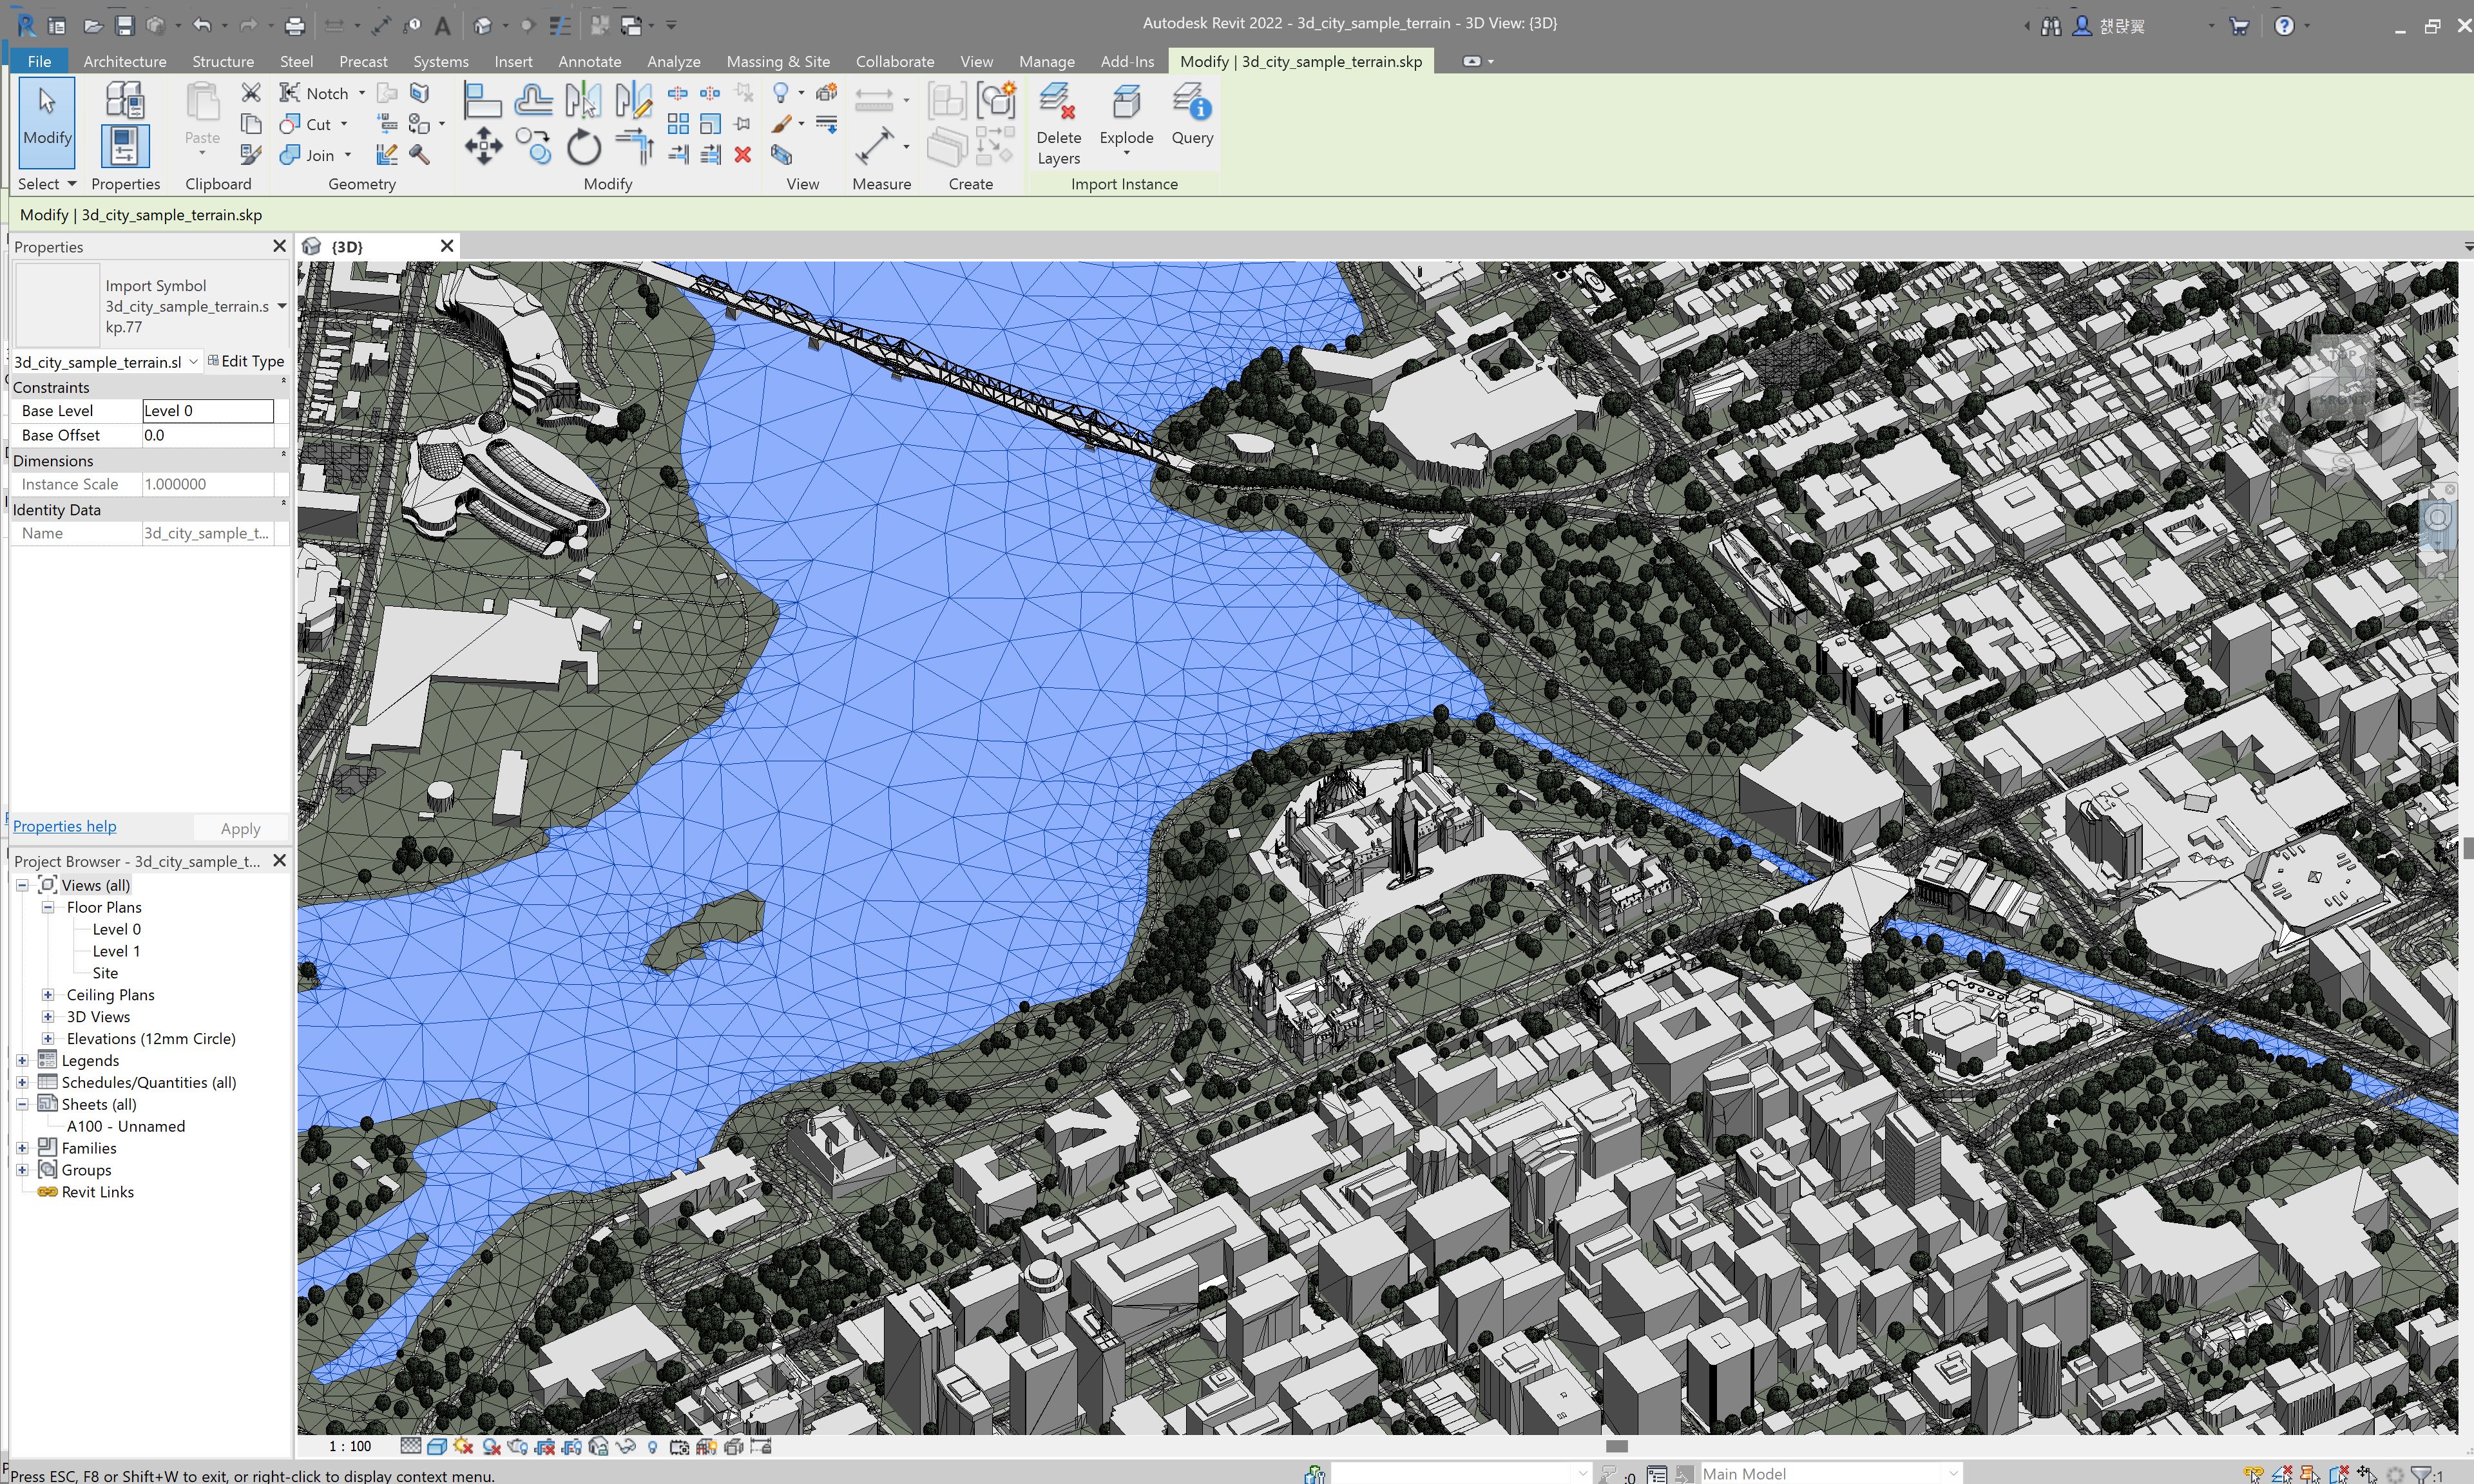 Autodesk Revit 2022 - 3d_city_sample_terrain - 3D View: {3D}
File Architecture Structure Steel Precast Systems Insert Annotate Analyze Massing & Site Collaborate View Manage Add-Ins Modify | 3d_city_sample_terrain.skp
Modify
Paste
Notch
Cut
Join
Delete Layers
Explode
Query
Select Properties Clipboard Geometry Modify View Measure Create Import Instance
Modify | 3d_city_sample_terrain.skp
Properties
{3D}
Import Symbol
3d_city_sample_terrain.s
kp.77
3d_city_sample_terrain.sl Edit Type
Constraints
Base Level Level 0
Base Offset 0.0
Dimensions
Instance Scale 1.000000
Identity Data
Name 3d_city_sample_t...
Properties help Apply
Project Browser - 3d_city_sample_t...
Views (all)
Floor Plans
Level 0
Level 1
Site
Ceiling Plans
3D Views
Elevations (12mm Circle)
Legends
Schedules/Quantities (all)
Sheets (all)
A100 - Unnamed
Families
Groups
Revit Links
TOP
FRONT
S
1 : 100
Press ESC, F8 or Shift+W to exit, or right-click to display context menu.
:0
Main Model
:1